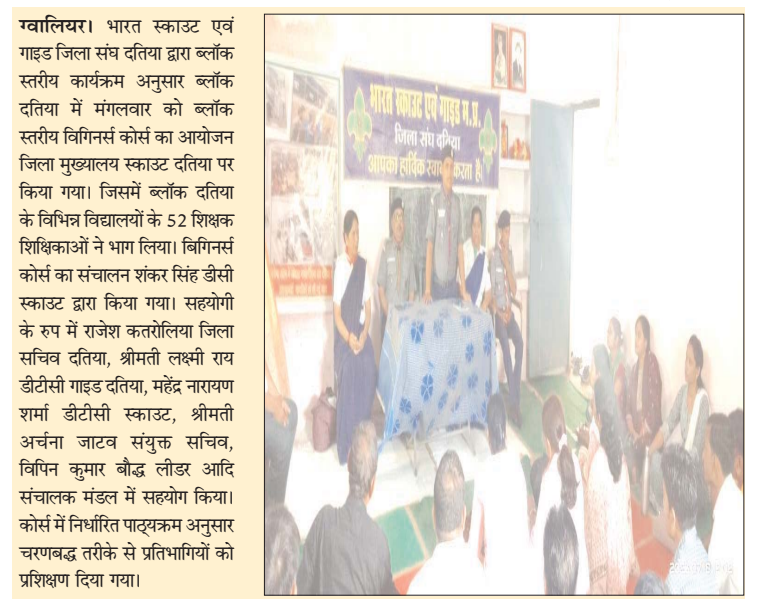 ग्वालियर। भारत स्काउट एवं
गाइड जिला संघ दतिया द्वारा ब्लॉक
स्तरीय कार्यक्रम अनुसार ब्लॉक
दतिया में मंगलवार को ब्लॉक
स्तरीय विगिनर्स कोर्स का आयोजन
जिला मुख्यालय स्काउट दतिया पर
किया गया। जिसमें ब्लॉक दतिया
के विभिन्न विद्यालयों के 52 शिक्षक
शिक्षिकाओं ने भाग लिया। बिगिनर्स
कोर्स का संचालन शंकर सिंह डीसी
स्काउट द्वारा किया गया। सहयोगी
के रुप में राजेश कतरोलिया जिला
सचिव दतिया, श्रीमती लक्ष्मी राय
डीटीसी गाइड दतिया, महेंद्र नारायण
शर्मा डीटीसी स्काउट, श्रीमती
अर्चना जाटव संयुक्त सचिव,
विपिन कुमार बौद्ध लीडर आदि
संचालक मंडल में सहयोग किया।
कोर्स में निर्धारित पाठ्यक्रम अनुसार
चरणबद्ध तरीके से प्रतिभागियों को
प्रशिक्षण दिया गया।
भारत स्काउट एवं गाइड म.प्र.
जिला संघ दतिया
आपका हार्दिक स्वागत करता है।